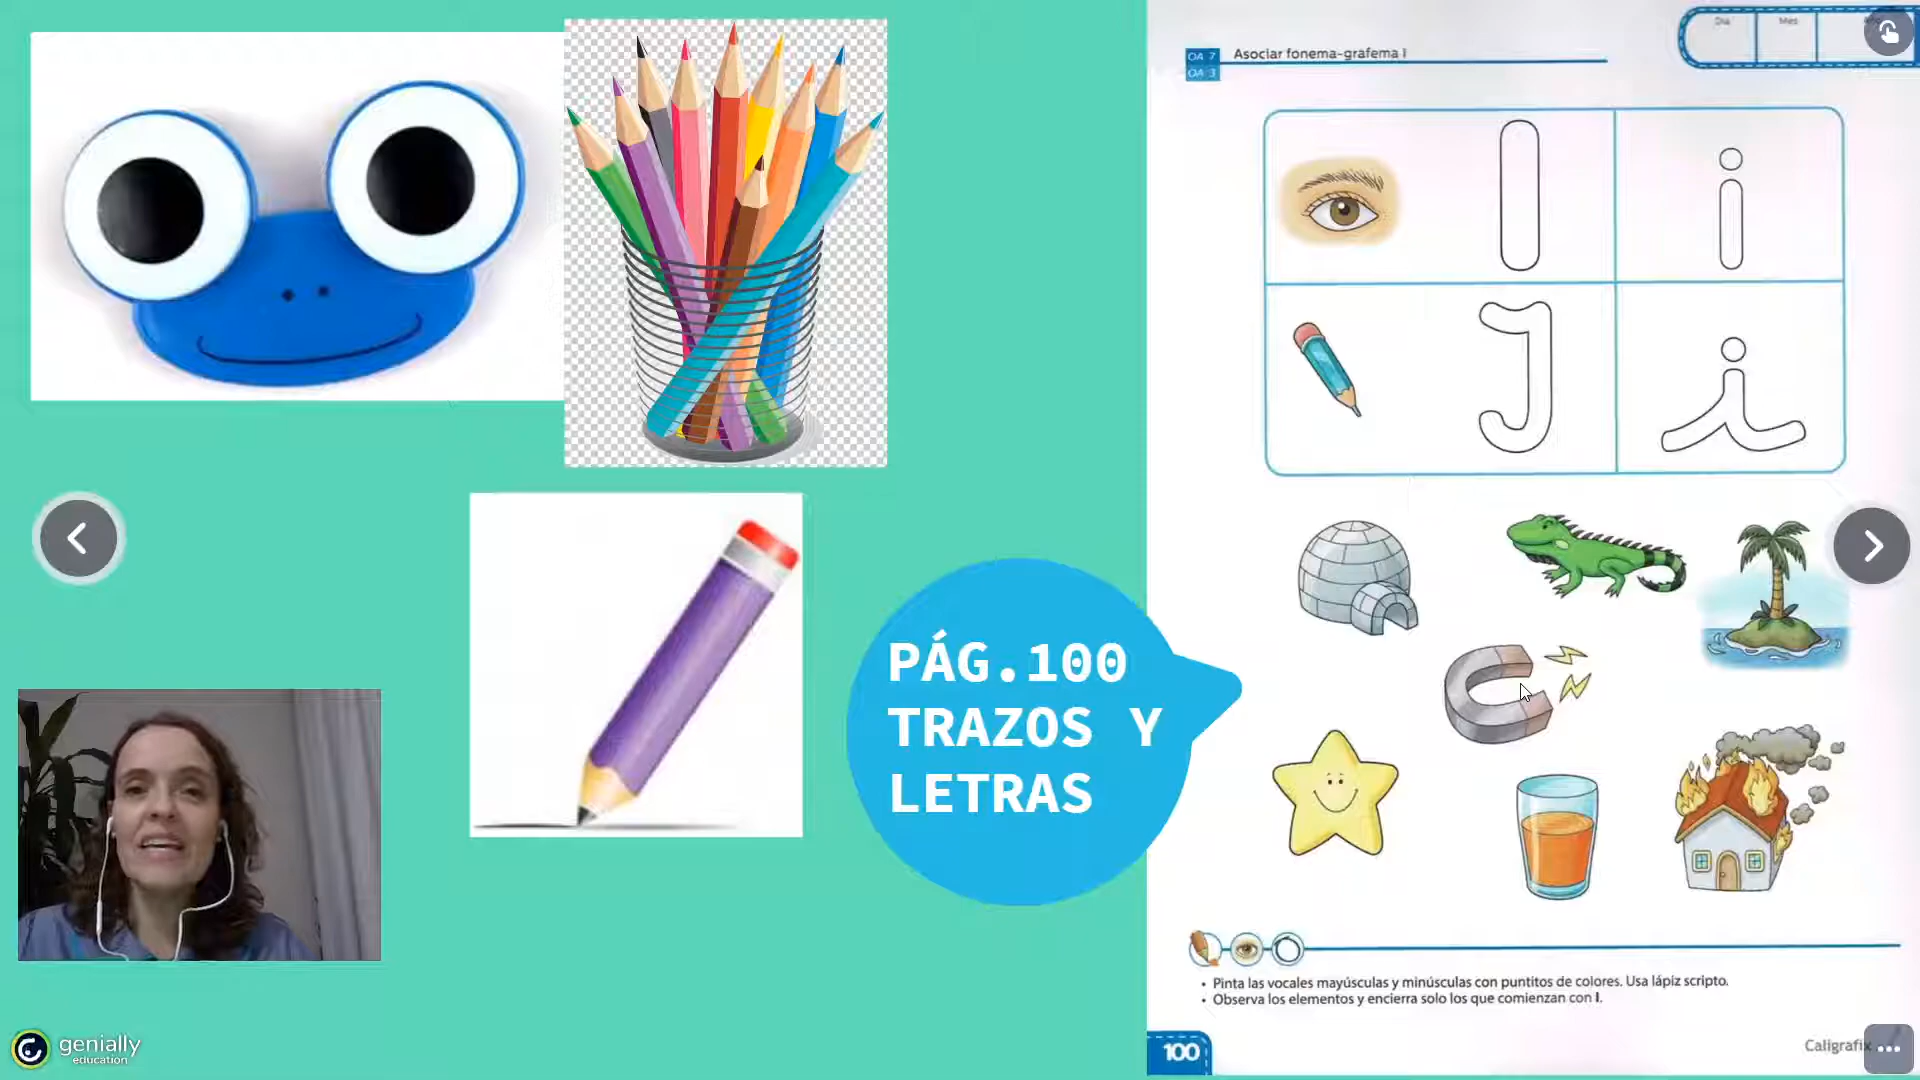 OA 7
OA 3
Asociar fonema-grafema I
Día
Mes
I
i
I
i
PÁG.100
TRAZOS Y
LETRAS
• Pinta las vocales mayúsculas y minúsculas con puntitos de colores. Usa lápiz scripto.
• Observa los elementos y encierra solo los que comienzan con I.
100
Caligrafix
genially
education